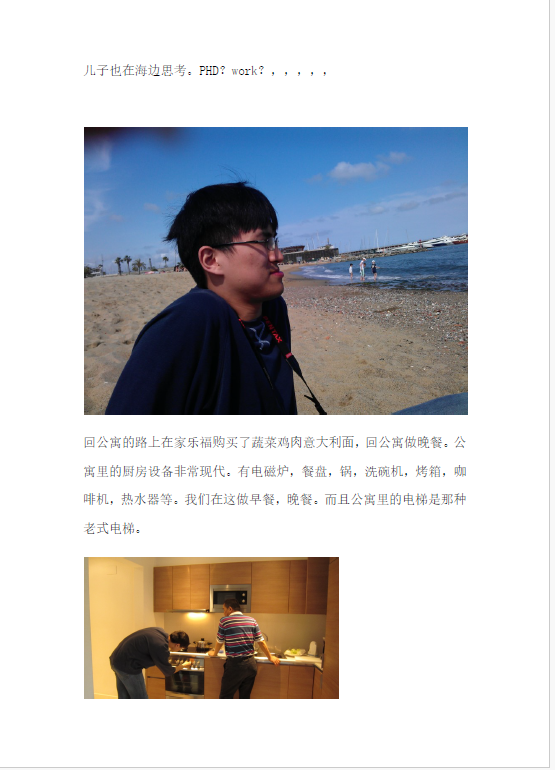 儿子也在海边思考。PHD？work？，，，，，
回公寓的路上在家乐福购买了蔬菜鸡肉意大利面，回公寓做晚餐。公
寓里的厨房设备非常现代。有电磁炉，餐盘，锅，洗碗机，烤箱，咖
啡机，热水器等。我们在这做早餐，晚餐。而且公寓里的电梯是那种
老式电梯。